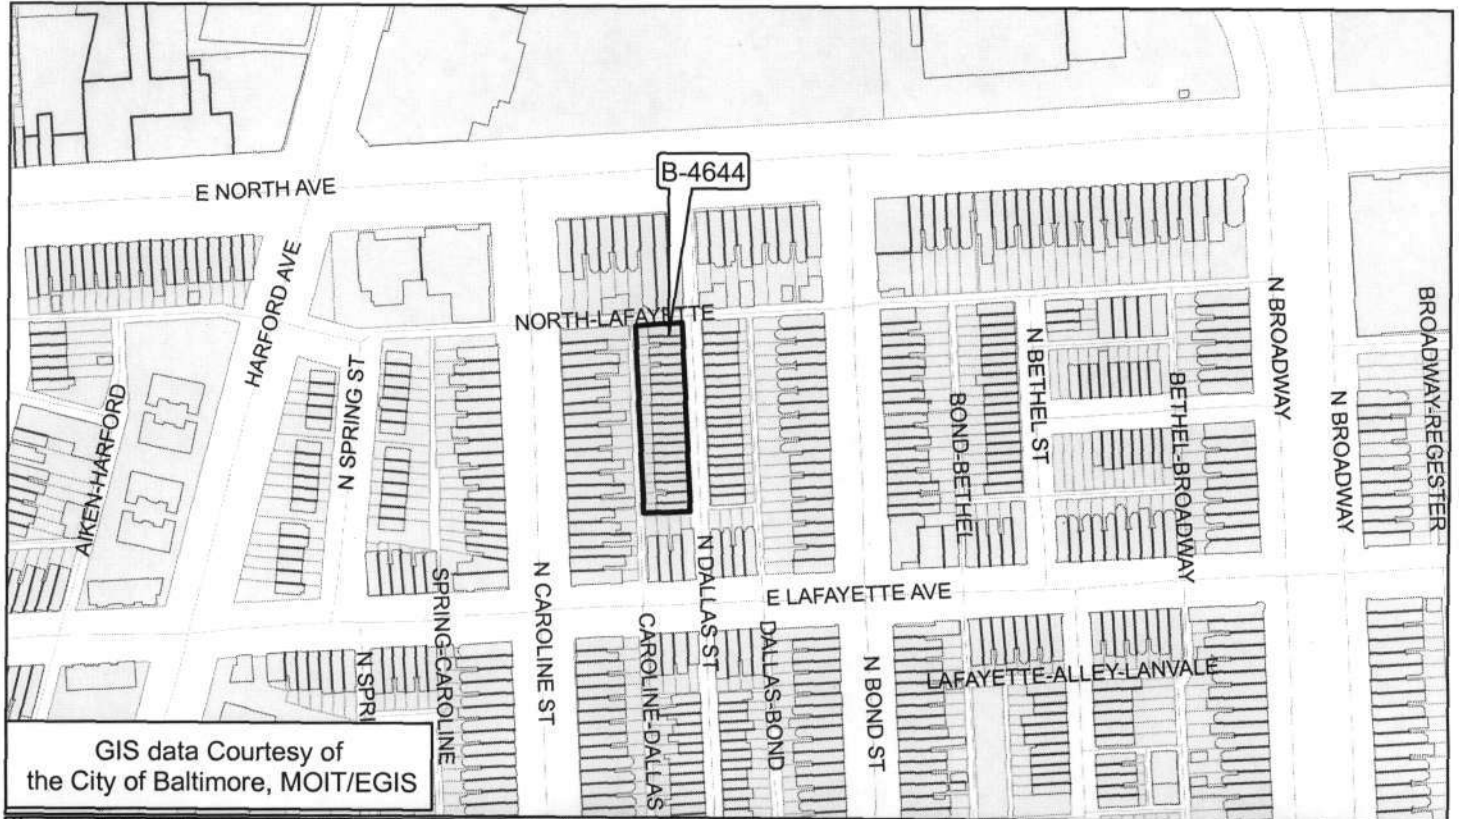 B-4644
E NORTH AVE
HARFORD AVE
NORTH-LAFAYETTE
N BROADWAY
BROADWAY-REGESTER
N SPRING ST
N BETHEL ST
AIKEN-HARFORD
BOND-BETHEL
BETHEL-BROADWAY
N BROADWAY
N DALLAS ST
E LAFAYETTE AVE
SPRING-CAROLINE
N CAROLINE ST
CAROLINE-DALLAS
DALLAS-BOND
N BOND ST
LAFAYETTE-ALLEY-LANVALE
N SPRI
GIS data Courtesy of
the City of Baltimore, MOIT/EGIS